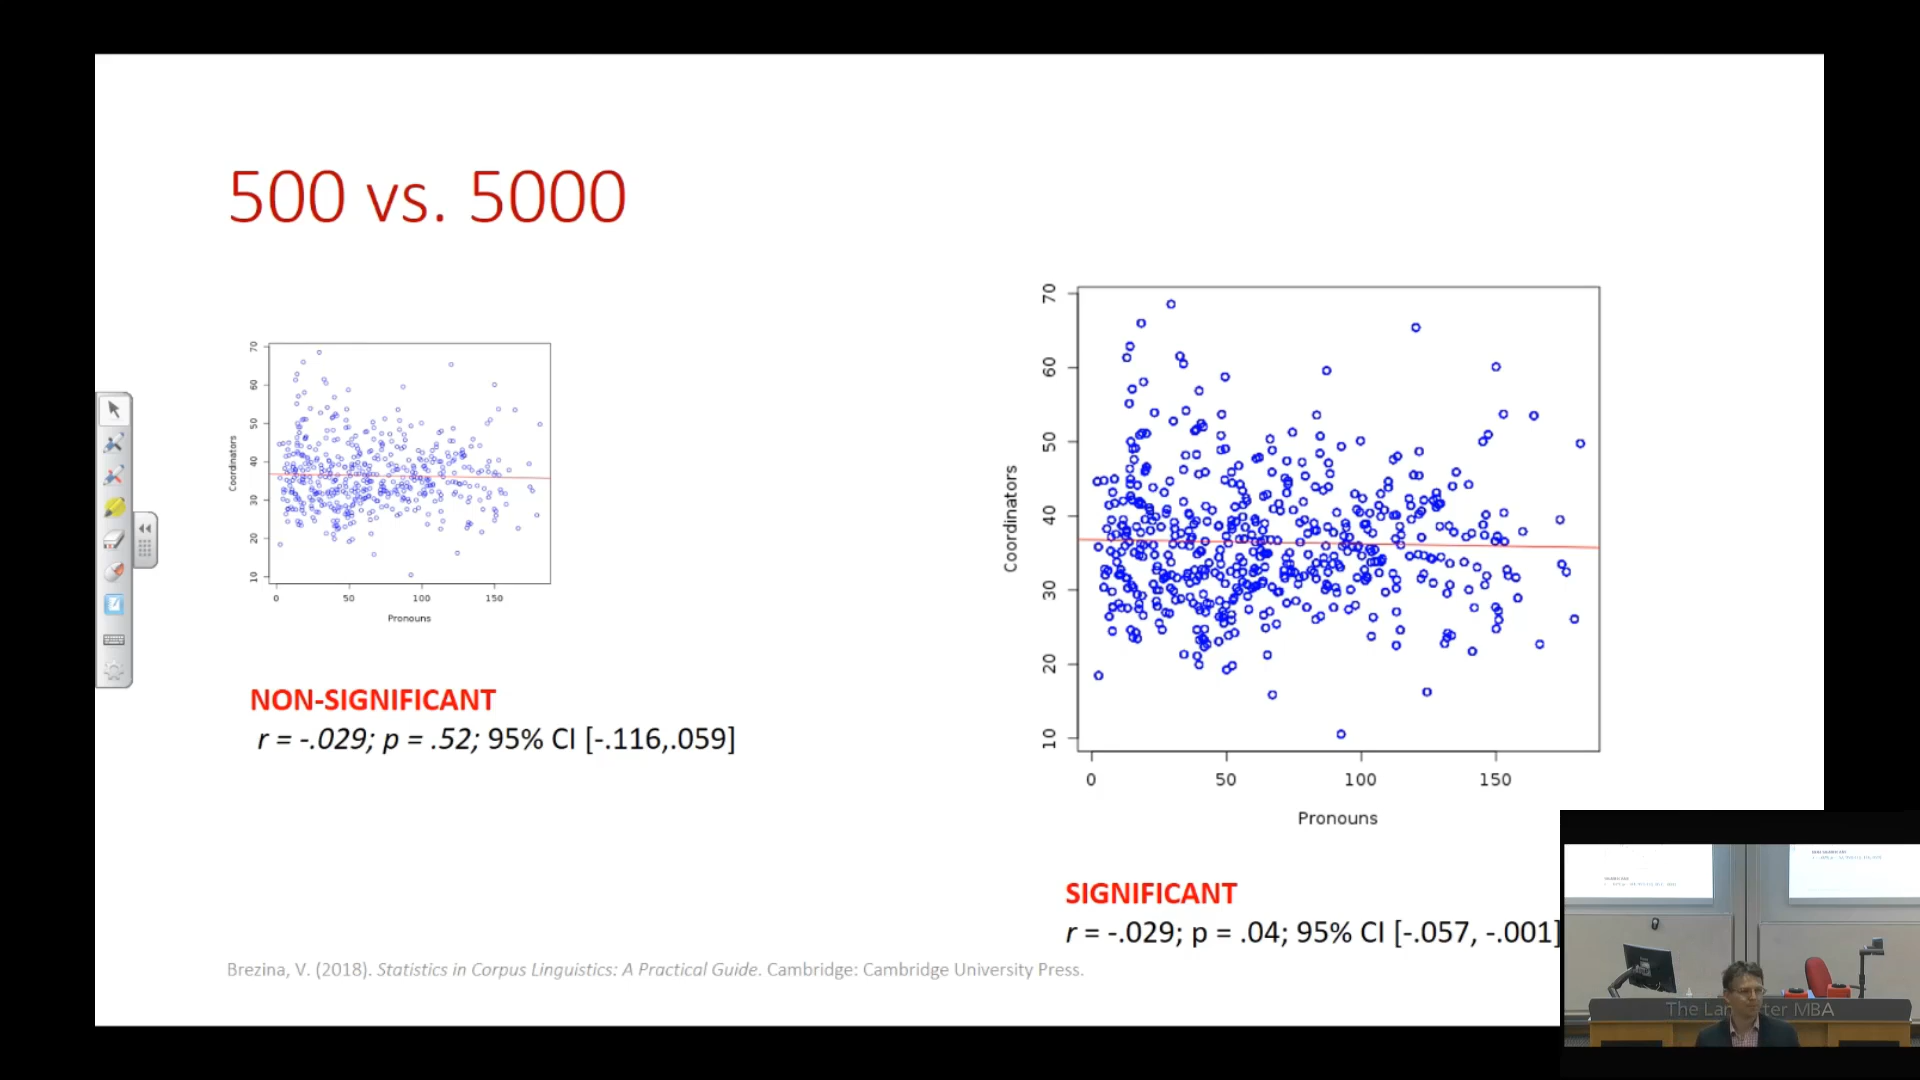 500 vs. 5000
70
60
50
40
30
20
10
Coordinators
0 50 100 150
Pronouns
NON-SIGNIFICANT
r = -.029; p = .52; 95% CI [-.116,.059]
70
60
50
40
30
20
10
Coordinators
0 50 100 150
Pronouns
SIGNIFICANT
r = -.029; p = .04; 95% CI [-.057, -.001]
Brezina, V. (2018). Statistics in Corpus Linguistics: A Practical Guide. Cambridge: Cambridge University Press.
MBA